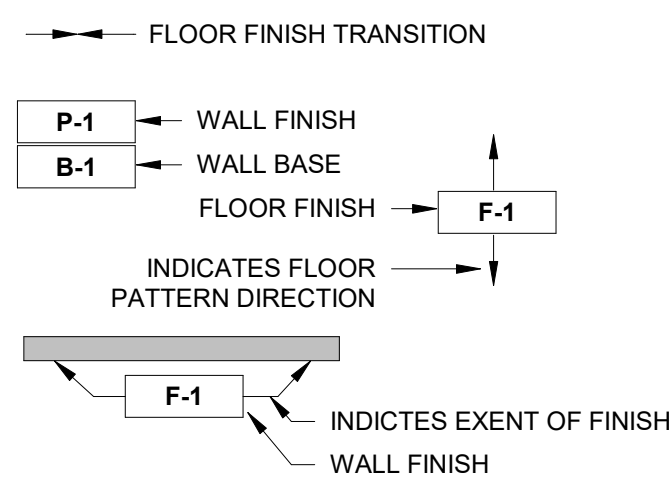 FLOOR FINISH TRANSITION
P-1
WALL FINISH
B-1
WALL BASE
FLOOR FINISH
F-1
INDICATES FLOOR
PATTERN DIRECTION
F-1
INDICTES EXENT OF FINISH
WALL FINISH